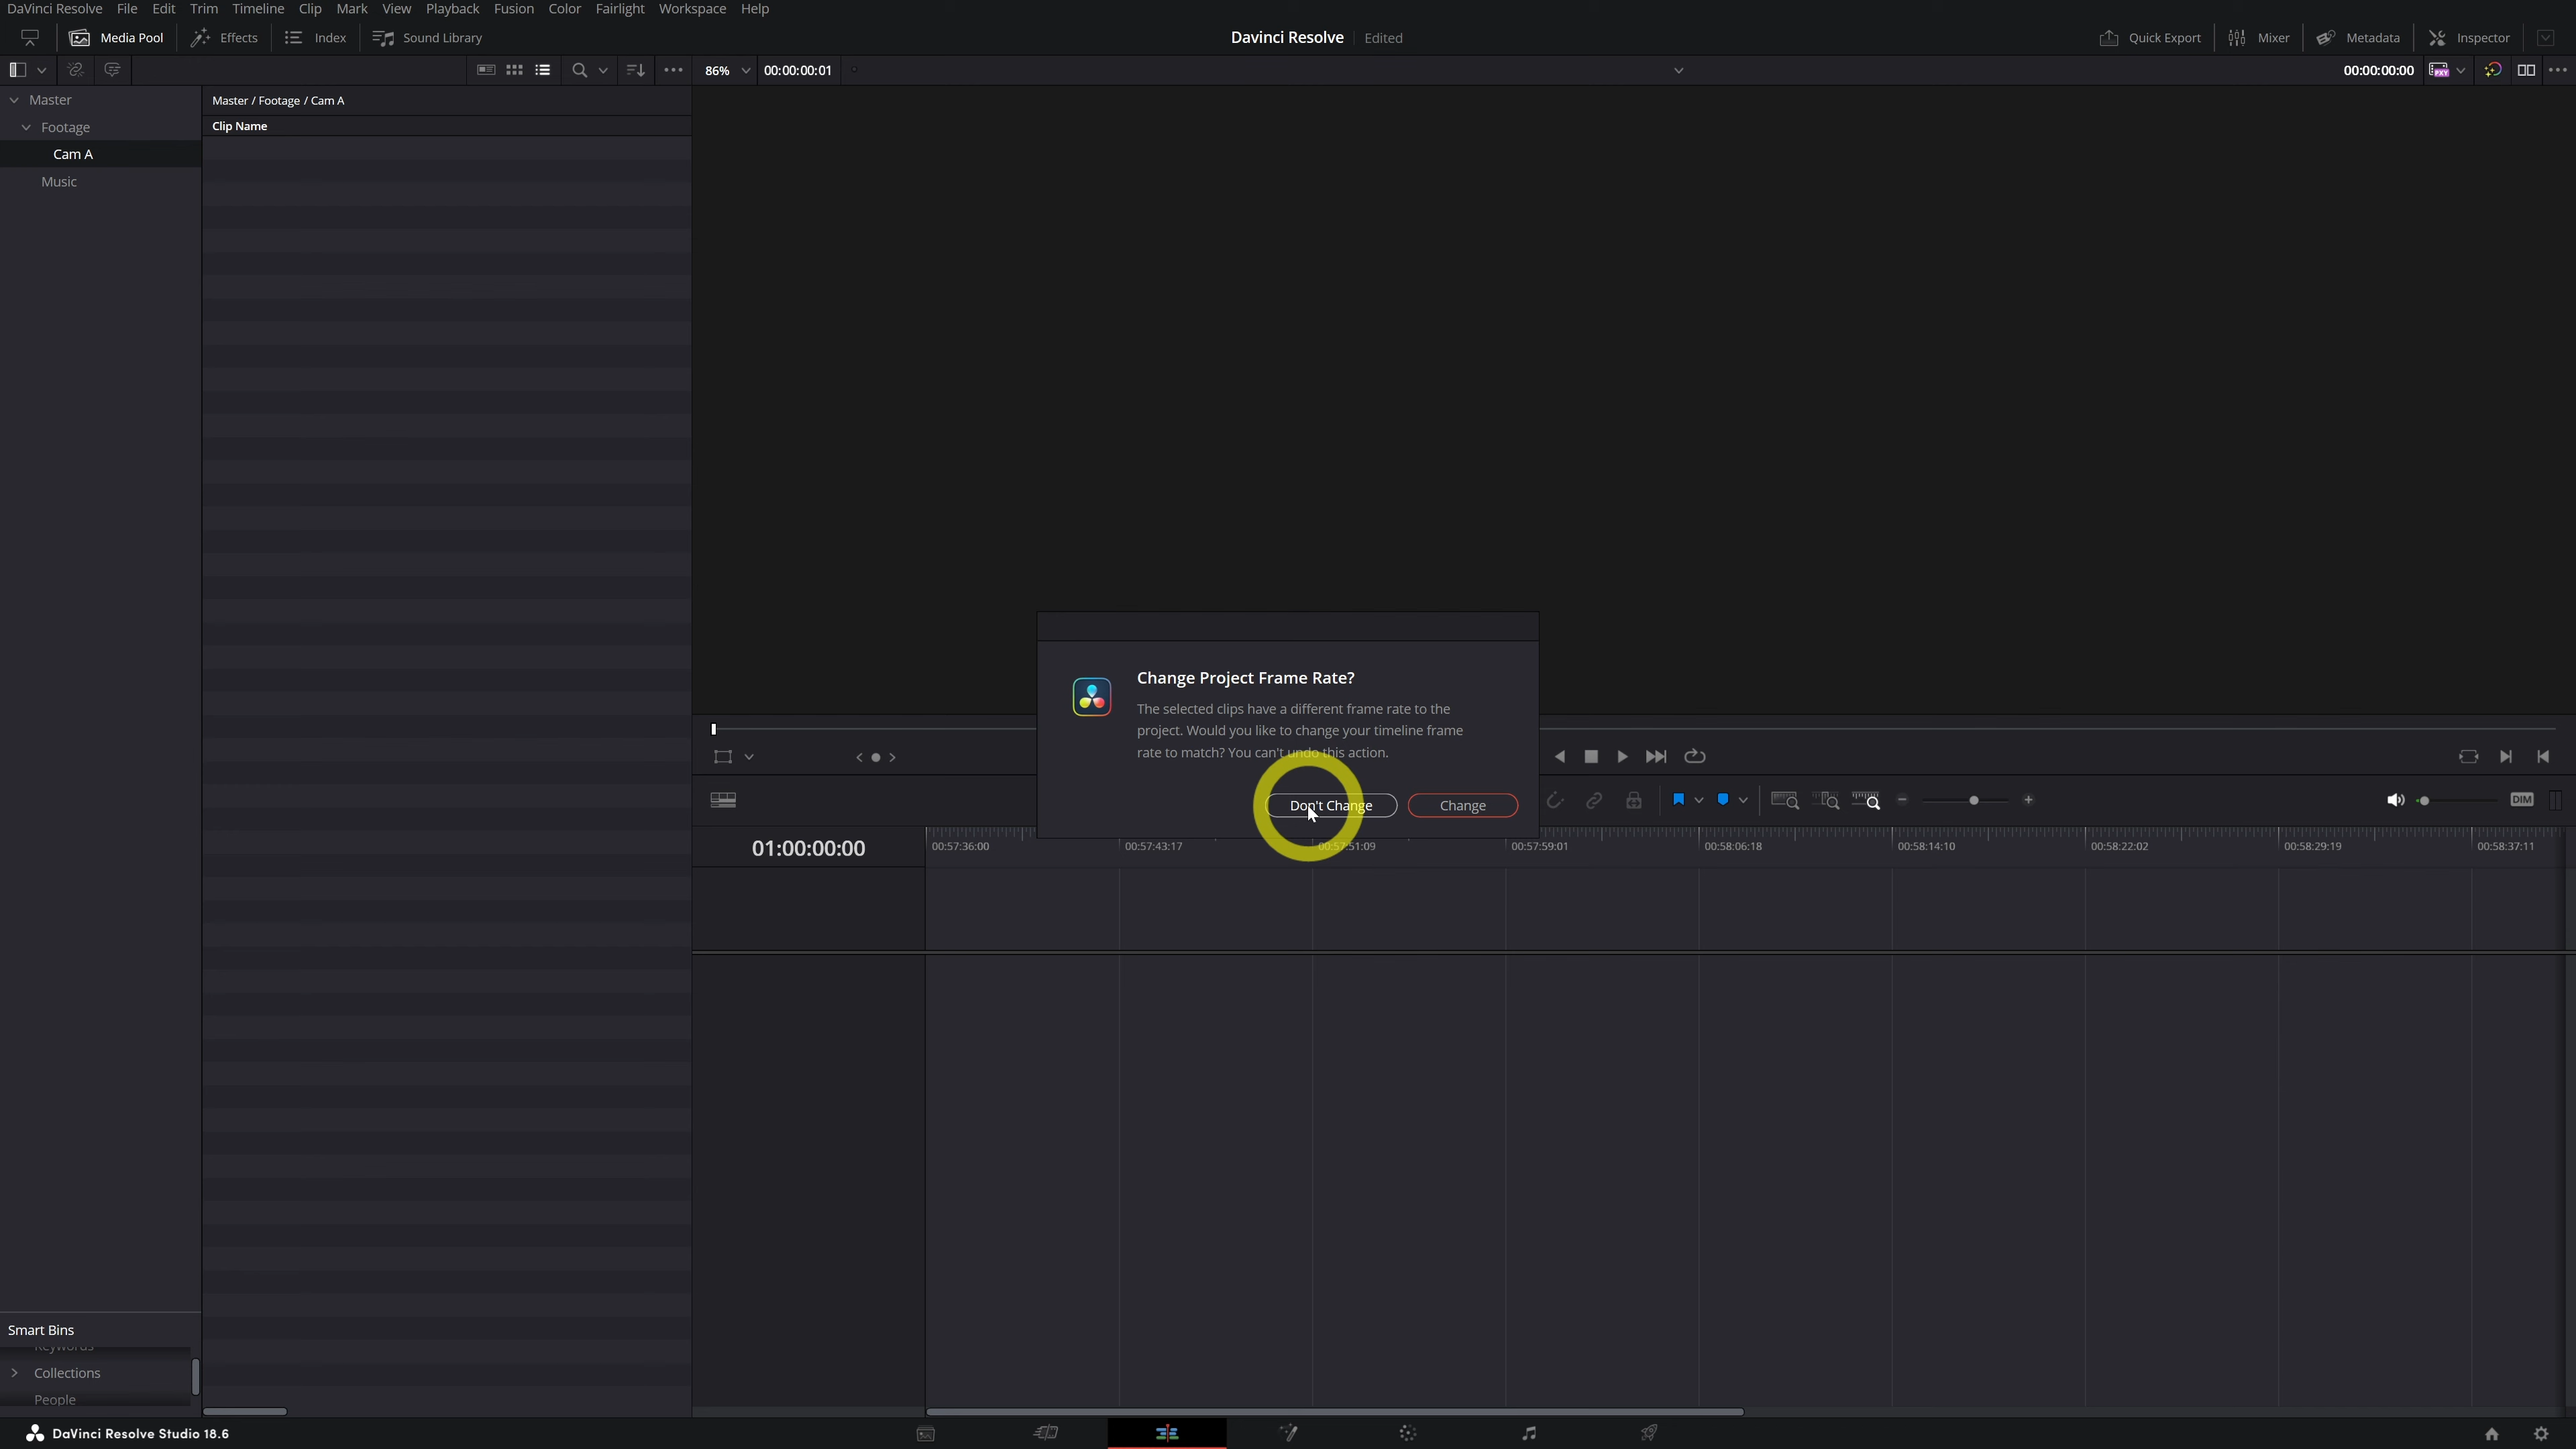 DaVinci Resolve File Edit Trim Timeline Clip Mark View Playback Fusion Color Fairlight Workspace Help
Media Pool Effects Index Sound Library Davinci Resolve Edited Quick Export Mixer Metadata Inspector
86% 00:00:00:01 00:00:00:00 PXY
Master
Footage
Cam A
Music
Master / Footage / Cam A
Clip Name
Change Project Frame Rate?
The selected clips have a different frame rate to the
project. Would you like to change your timeline frame
rate to match? You can't undo this action.
Don't Change Change
DIM
01:00:00:00
00:57:36:00 00:57:43:17 00:57:51:09 00:57:59:01 00:58:06:18 00:58:14:10 00:58:22:02 00:58:29:19 00:58:37:11
Smart Bins
Keywords
Collections
People
DaVinci Resolve Studio 18.6